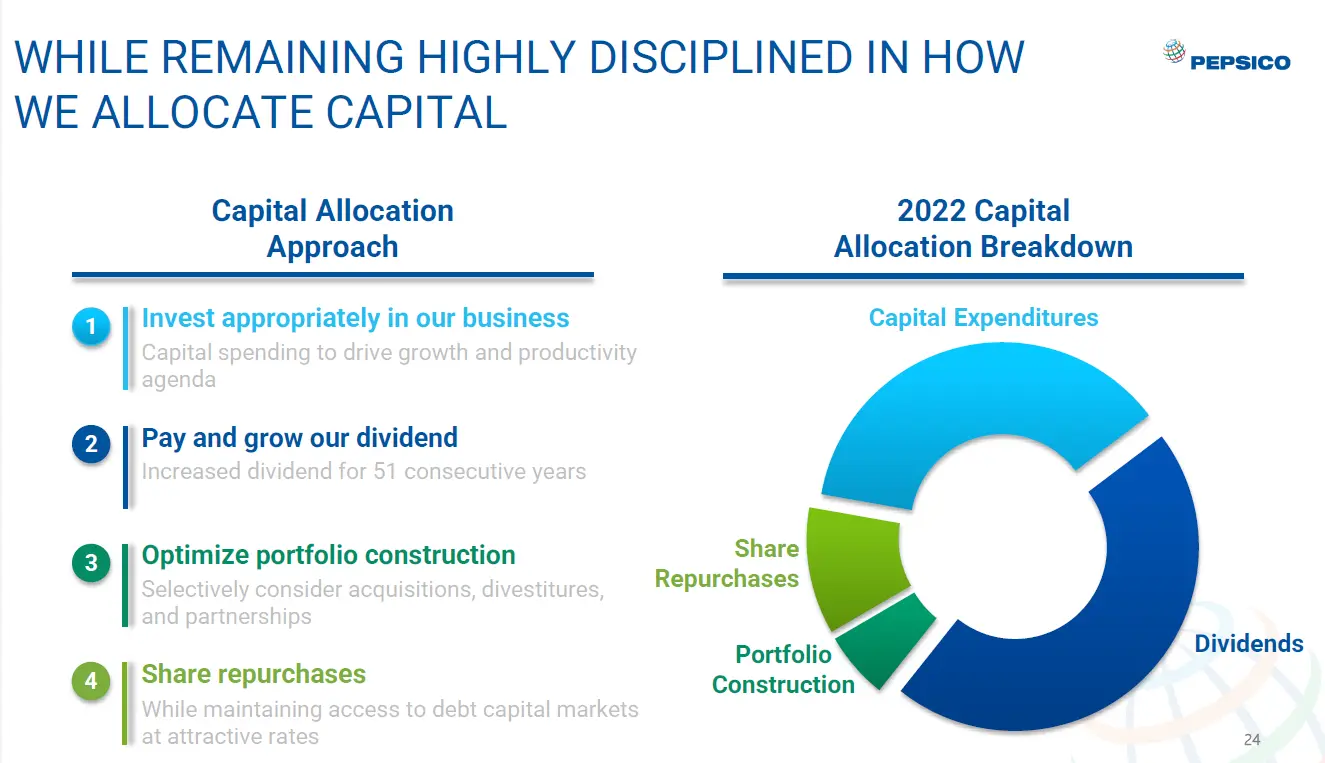 WHILE REMAINING HIGHLY DISCIPLINED IN HOW
WE ALLOCATE CAPITAL
PEPSICO
Capital Allocation
Approach
1
Invest appropriately in our business
Capital spending to drive growth and productivity
agenda
2
Pay and grow our dividend
Increased dividend for 51 consecutive years
3
Optimize portfolio construction
Selectively consider acquisitions, divestitures,
and partnerships
4
Share repurchases
While maintaining access to debt capital markets
at attractive rates
2022 Capital
Allocation Breakdown
Capital Expenditures
Share
Repurchases
Portfolio
Construction
Dividends
24